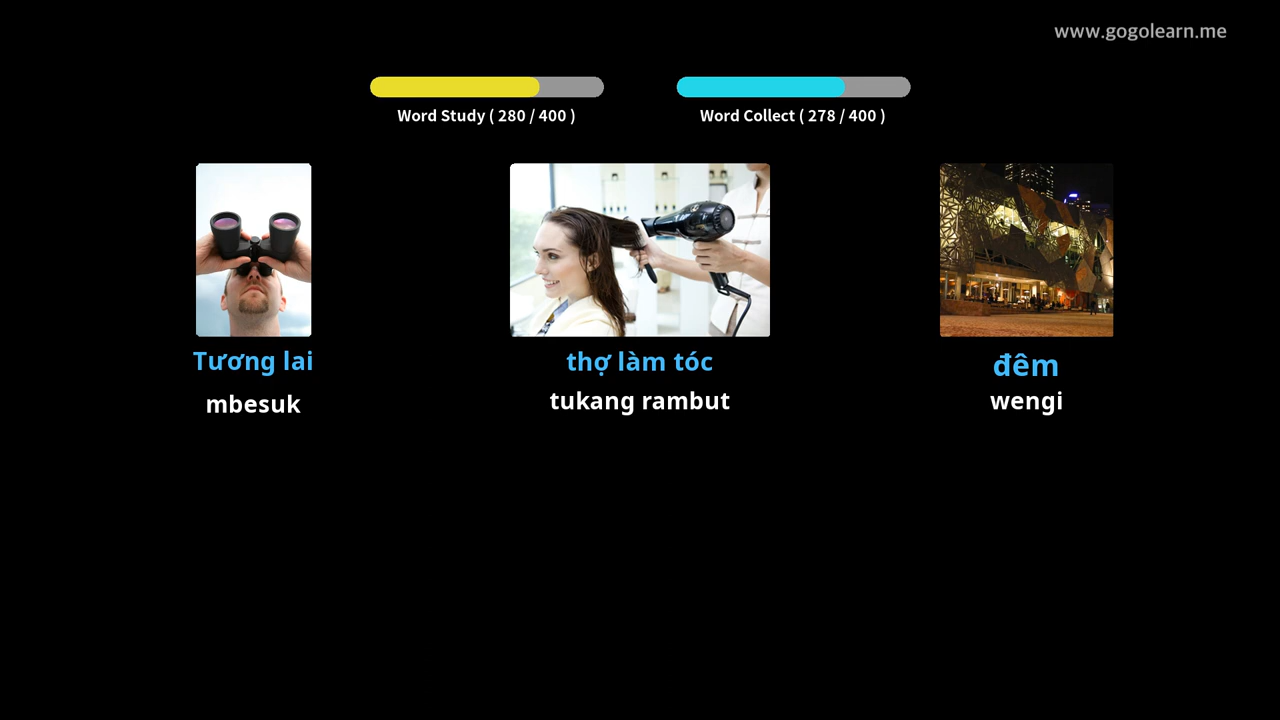 www.gogolearn.me
Word Study ( 280 / 400 )
Word Collect ( 278 / 400 )
Tương lai
mbesuk
thợ làm tóc
tukang rambut
đêm
wengi